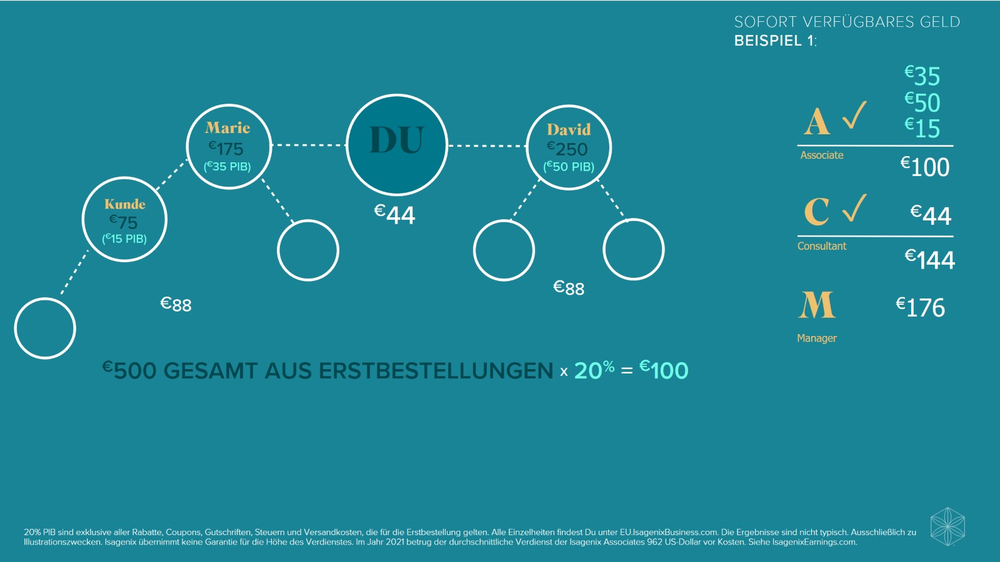 SOFORT VERFÜGBARES GELD
BEISPIEL 1:
Marie
€175
(€35 PIB)
DU
€44
David
€250
(€50 PIB)
Kunde
€75
(€15 PIB)
€88
€88
€35
€50
€15
A ✓
Associate
€100
C ✓
€44
Consultant
€144
M
€176
Manager
€500 GESAMT AUS ERSTBESTELLUNGEN x 20% = €100
20% PIB sind exklusive aller Rabatte, Coupons, Gutschriften, Steuern und Versandkosten, die für die Erstbestellung gelten. Alle Einzelheiten findest Du unter EU.IsagenixBusiness.com. Die Ergebnisse sind nicht typisch. Ausschließlich zu
Illustrationszwecken. Isagenix übernimmt keine Garantie für die Höhe des Verdienstes. Im Jahr 2021 betrug der durchschnittliche Verdienst der Isagenix Associates 962 US-Dollar vor Kosten. Siehe IsagenixEarnings.com.